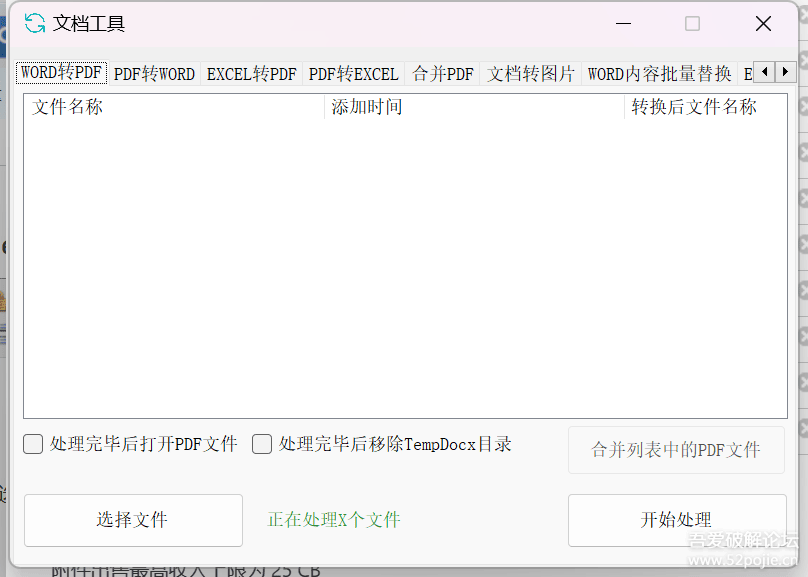 文档工具
WORD转PDF PDF转WORD EXCEL转PDF PDF转EXCEL 合并PDF 文档转图片 WORD内容批量替换 E
文件名称 添加时间 转换后文件名称
处理完毕后打开PDF文件 处理完毕后移除TempDocx目录 合并列表中的PDF文件
选择文件 正在处理X个文件 开始处理
吾爱破解论坛
www.52pojie.cn
附件出售最高收入上限为 25 CB